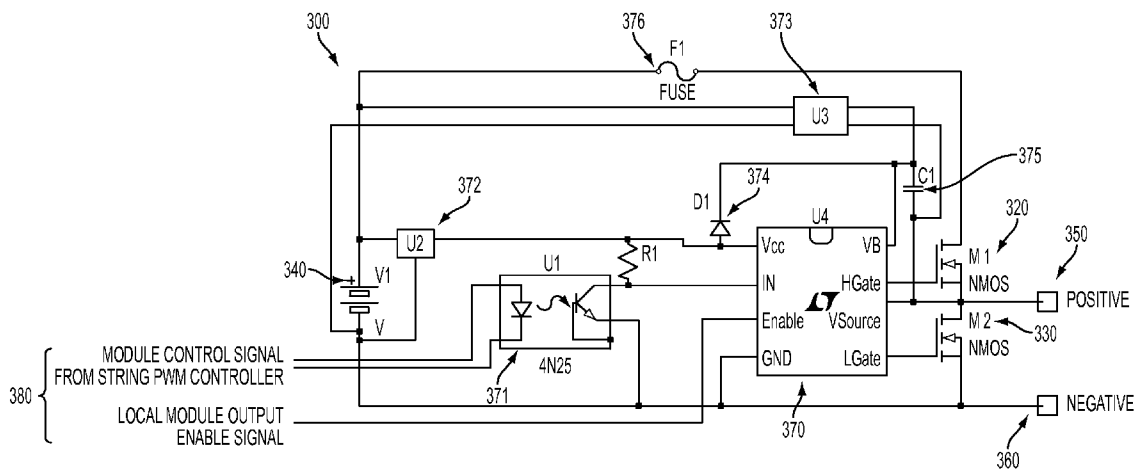 300
376
F1
FUSE
373
U3
C1
375
372
D1
374
U4
U2
R1
Vcc
VB
320
M 1
NMOS
350
340
+
V1
V
U1
IN
HGate
POSITIVE
Enable
VSource
M 2
330
NMOS
GND
LGate
380
MODULE CONTROL SIGNAL
FROM STRING PWM CONTROLLER
371
4N25
370
NEGATIVE
360
LOCAL MODULE OUTPUT
ENABLE SIGNAL